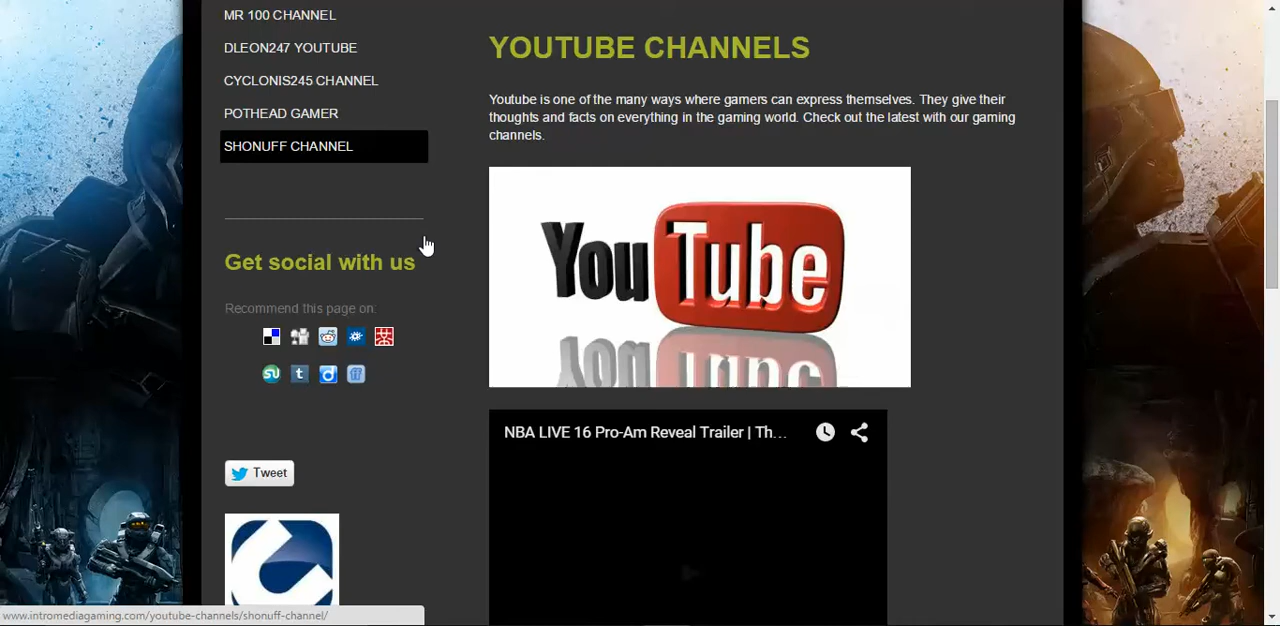 MR 100 CHANNEL
DLEON247 YOUTUBE
CYCLONIS245 CHANNEL
POTHEAD GAMER
SHONUFF CHANNEL
Get social with us
Recommend this page on:
su
t
d
ff
Tweet
YOUTUBE CHANNELS
Youtube is one of the many ways where gamers can express themselves. They give their
thoughts and facts on everything in the gaming world. Check out the latest with our gaming
channels.
YouTube
NBA LIVE 16 Pro-Am Reveal Trailer | Th...
www.intromediagaming.com/youtube-channels/shonuff-channel/